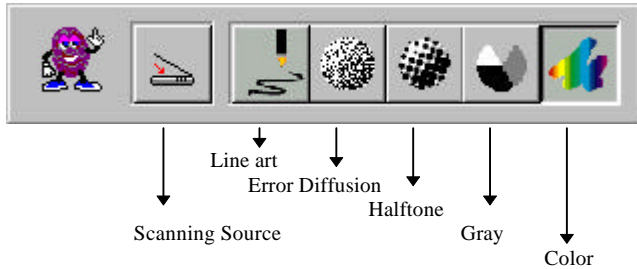 Line art
Error Diffusion
Halftone
Scanning Source
Gray
Color